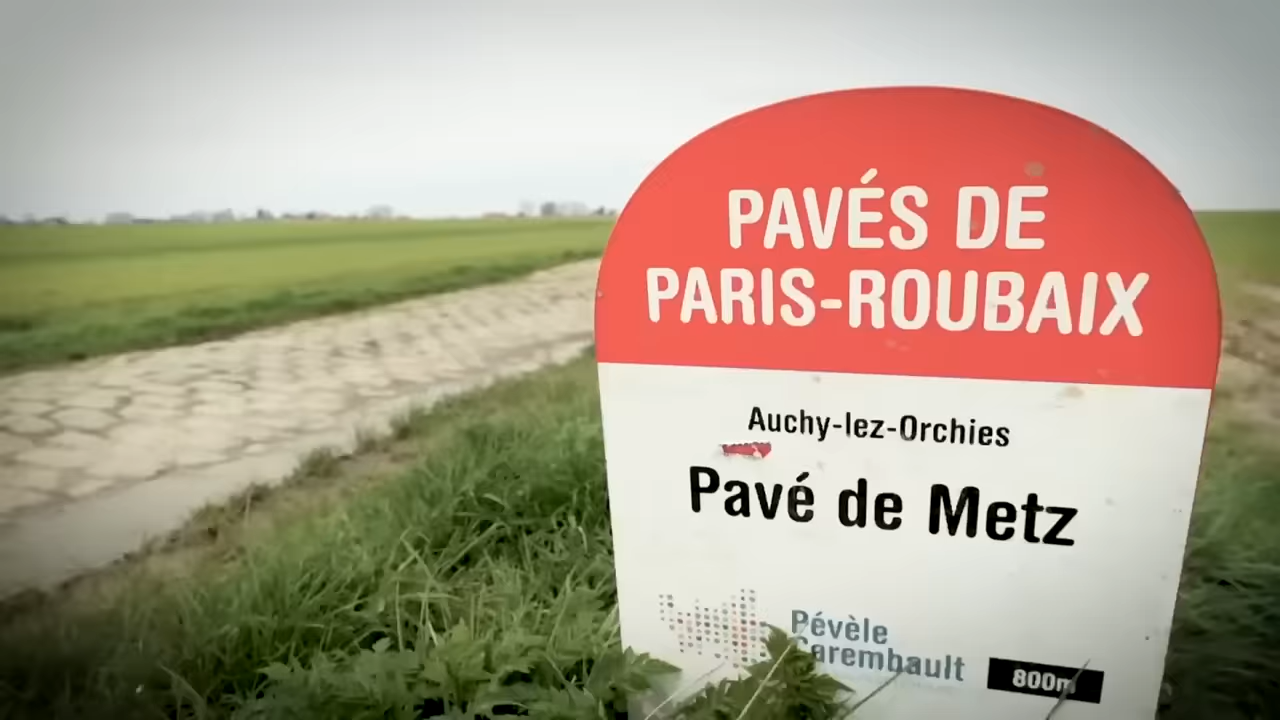 PAVÉS DE
PARIS-ROUBAIX
Auchy-lez-Orchies
Pavé de Metz
Pévèle
Carembault
800m